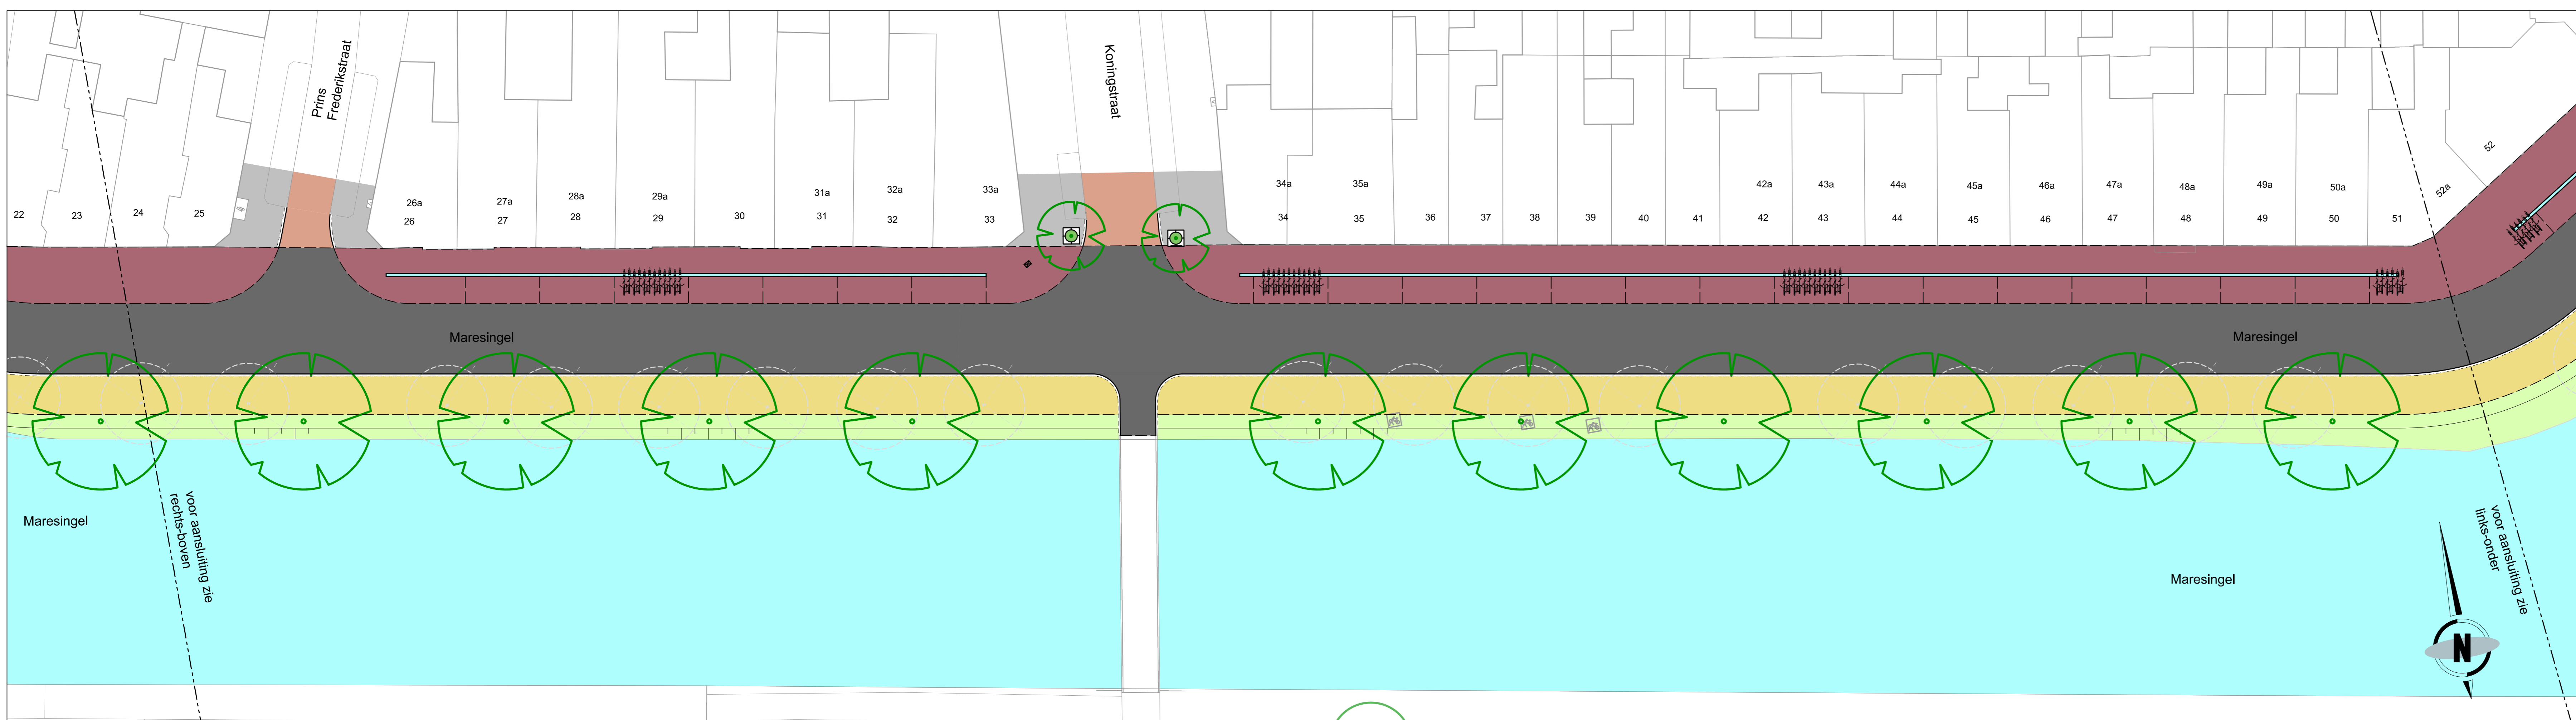 Prins
Frederikstraat
Koningstraat
34a 35a 42a 43a 44a 45a 46a 47a 48a 49a 50a 52a 52
26a 27a 28a 29a 31a 32a 33a
22 23 24 25 26 27 28 29 30 31 32 33 34 35 36 37 38 39 40 41 42 43 44 45 46 47 48 49 50 51
Maresingel
Maresingel
Maresingel
voor aansluiting zie
rechts-boven
voor aansluiting zie
links-onder
Maresingel
N